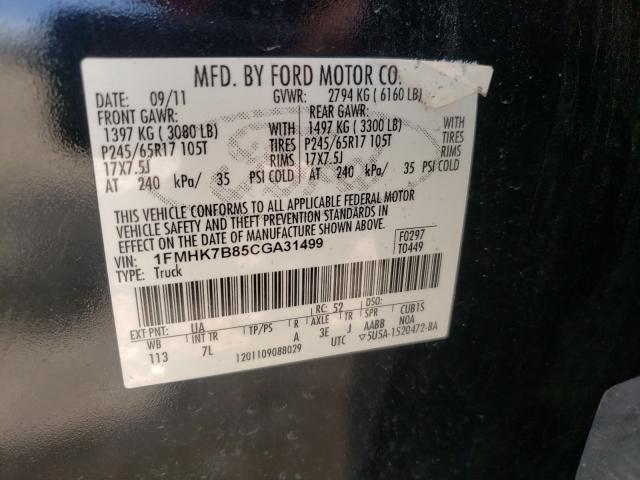 MFD. BY FORD MOTOR CO.
DATE: 09/11 GVWR: 2794 KG (6160 LB)
FRONT GAWR: REAR GAWR:
1397 KG (3080 LB) WITH 1497 KG (3300 LB) WITH
P245/65R17 105T TIRES P245/65R17 105T TIRES
17X7.5J RIMS 17X7.5J RIMS
AT 240 kPa/ 35 PSI COLD AT 240 kPa/ 35 PSI COLD
THIS VEHICLE CONFORMS TO ALL APPLICABLE FEDERAL MOTOR
VEHICLE SAFETY AND THEFT PREVENTION STANDARDS IN
EFFECT ON THE DATE OF MANUFACTURE SHOWN ABOVE.
VIN: 1FMHK7B85CGA31499 F0297
TYPE: Truck T0449
EXT PNT: UA RC: 52 DSO:
WB INT TR TP/PS R AXLE TR SPR CUB1S
113 7L A 3E J AABB NOA
1201109088029 UTC ▽5U5A-1520472-BA